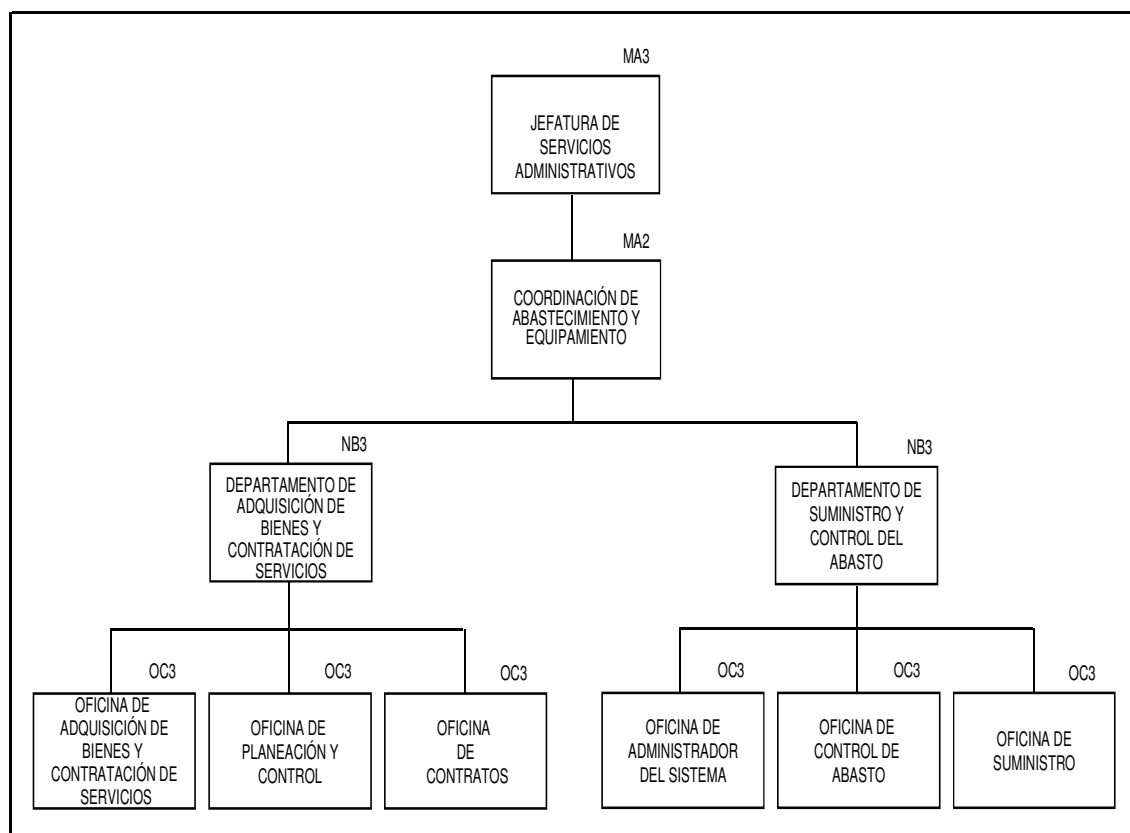 MA3
JEFATURA DE
SERVICIOS
ADMINISTRATIVOS
MA2
COORDINACIÓN DE
ABASTECIMIENTO Y
EQUIPAMIENTO
NB3
DEPARTAMENTO DE
ADQUISICIÓN DE
BIENES Y
CONTRATACIÓN DE
SERVICIOS
NB3
DEPARTAMENTO DE
SUMINISTRO Y
CONTROL DEL
ABASTO
OC3
OFICINA DE
ADQUISICIÓN DE
BIENES Y
CONTRATACIÓN DE
SERVICIOS
OC3
OFICINA DE
PLANEACIÓN Y
CONTROL
OC3
OFICINA
DE
CONTRATOS
OC3
OFICINA DE
ADMINISTRADOR
DEL SISTEMA
OC3
OFICINA DE
CONTROL DE
ABASTO
OC3
OFICINA DE
SUMINISTRO